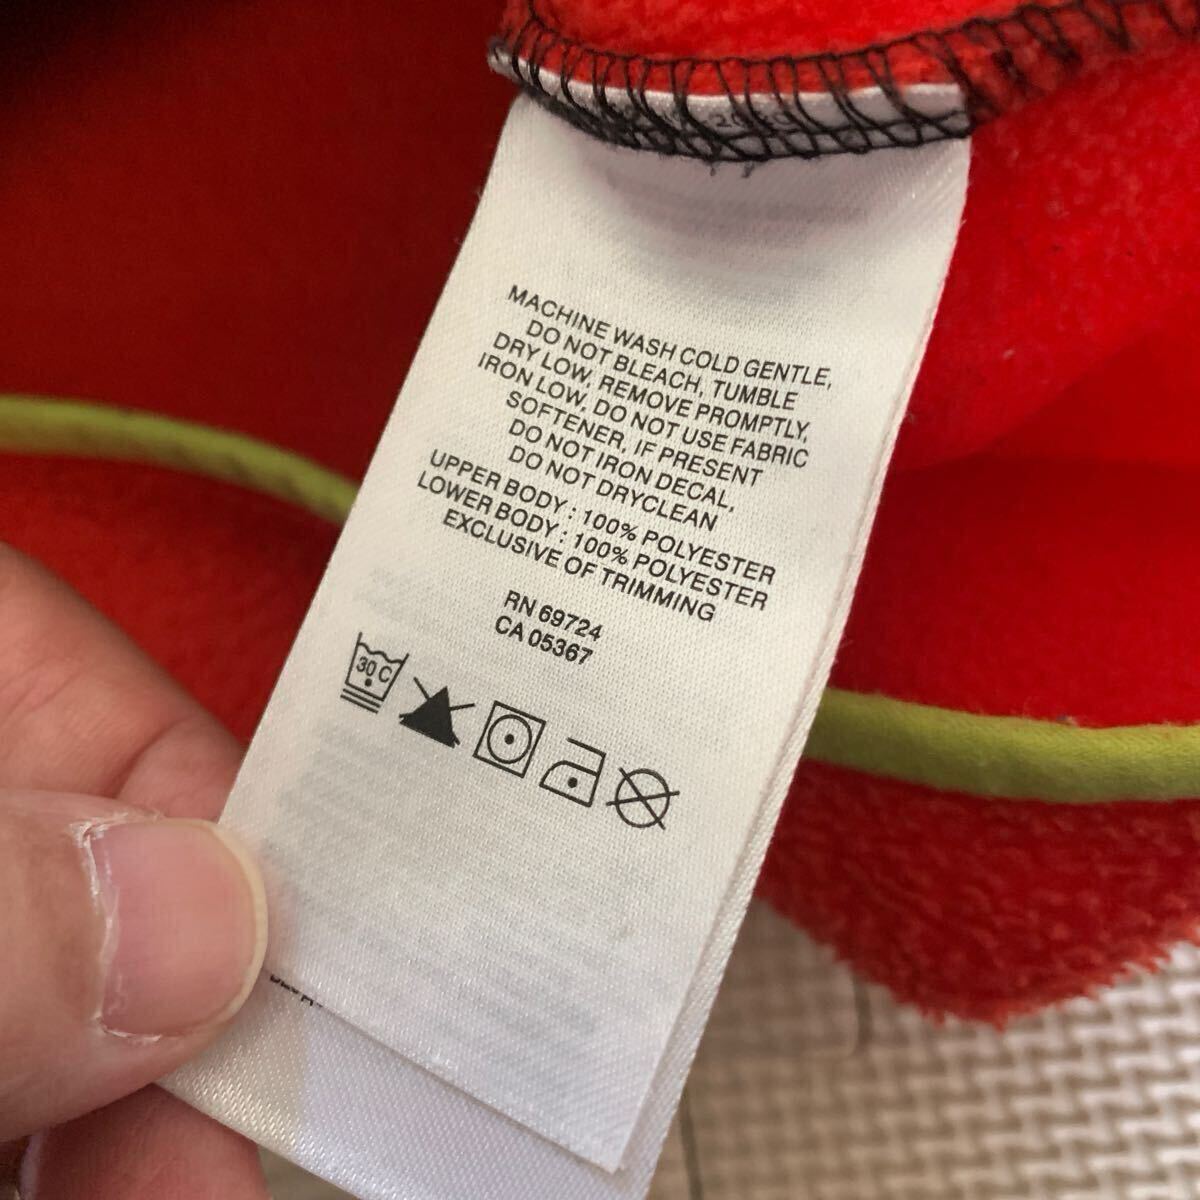 MACHINE WASH COLD GENTLE,
DO NOT BLEACH, TUMBLE
DRY LOW, REMOVE PROMPTLY,
IRON LOW, DO NOT USE FABRIC
SOFTENER, IF PRESENT
DO NOT IRON DECAL,
DO NOT DRYCLEAN
UPPER BODY : 100% POLYESTER
LOWER BODY : 100% POLYESTER
EXCLUSIVE OF TRIMMING
RN 69724
CA 05367
30 C